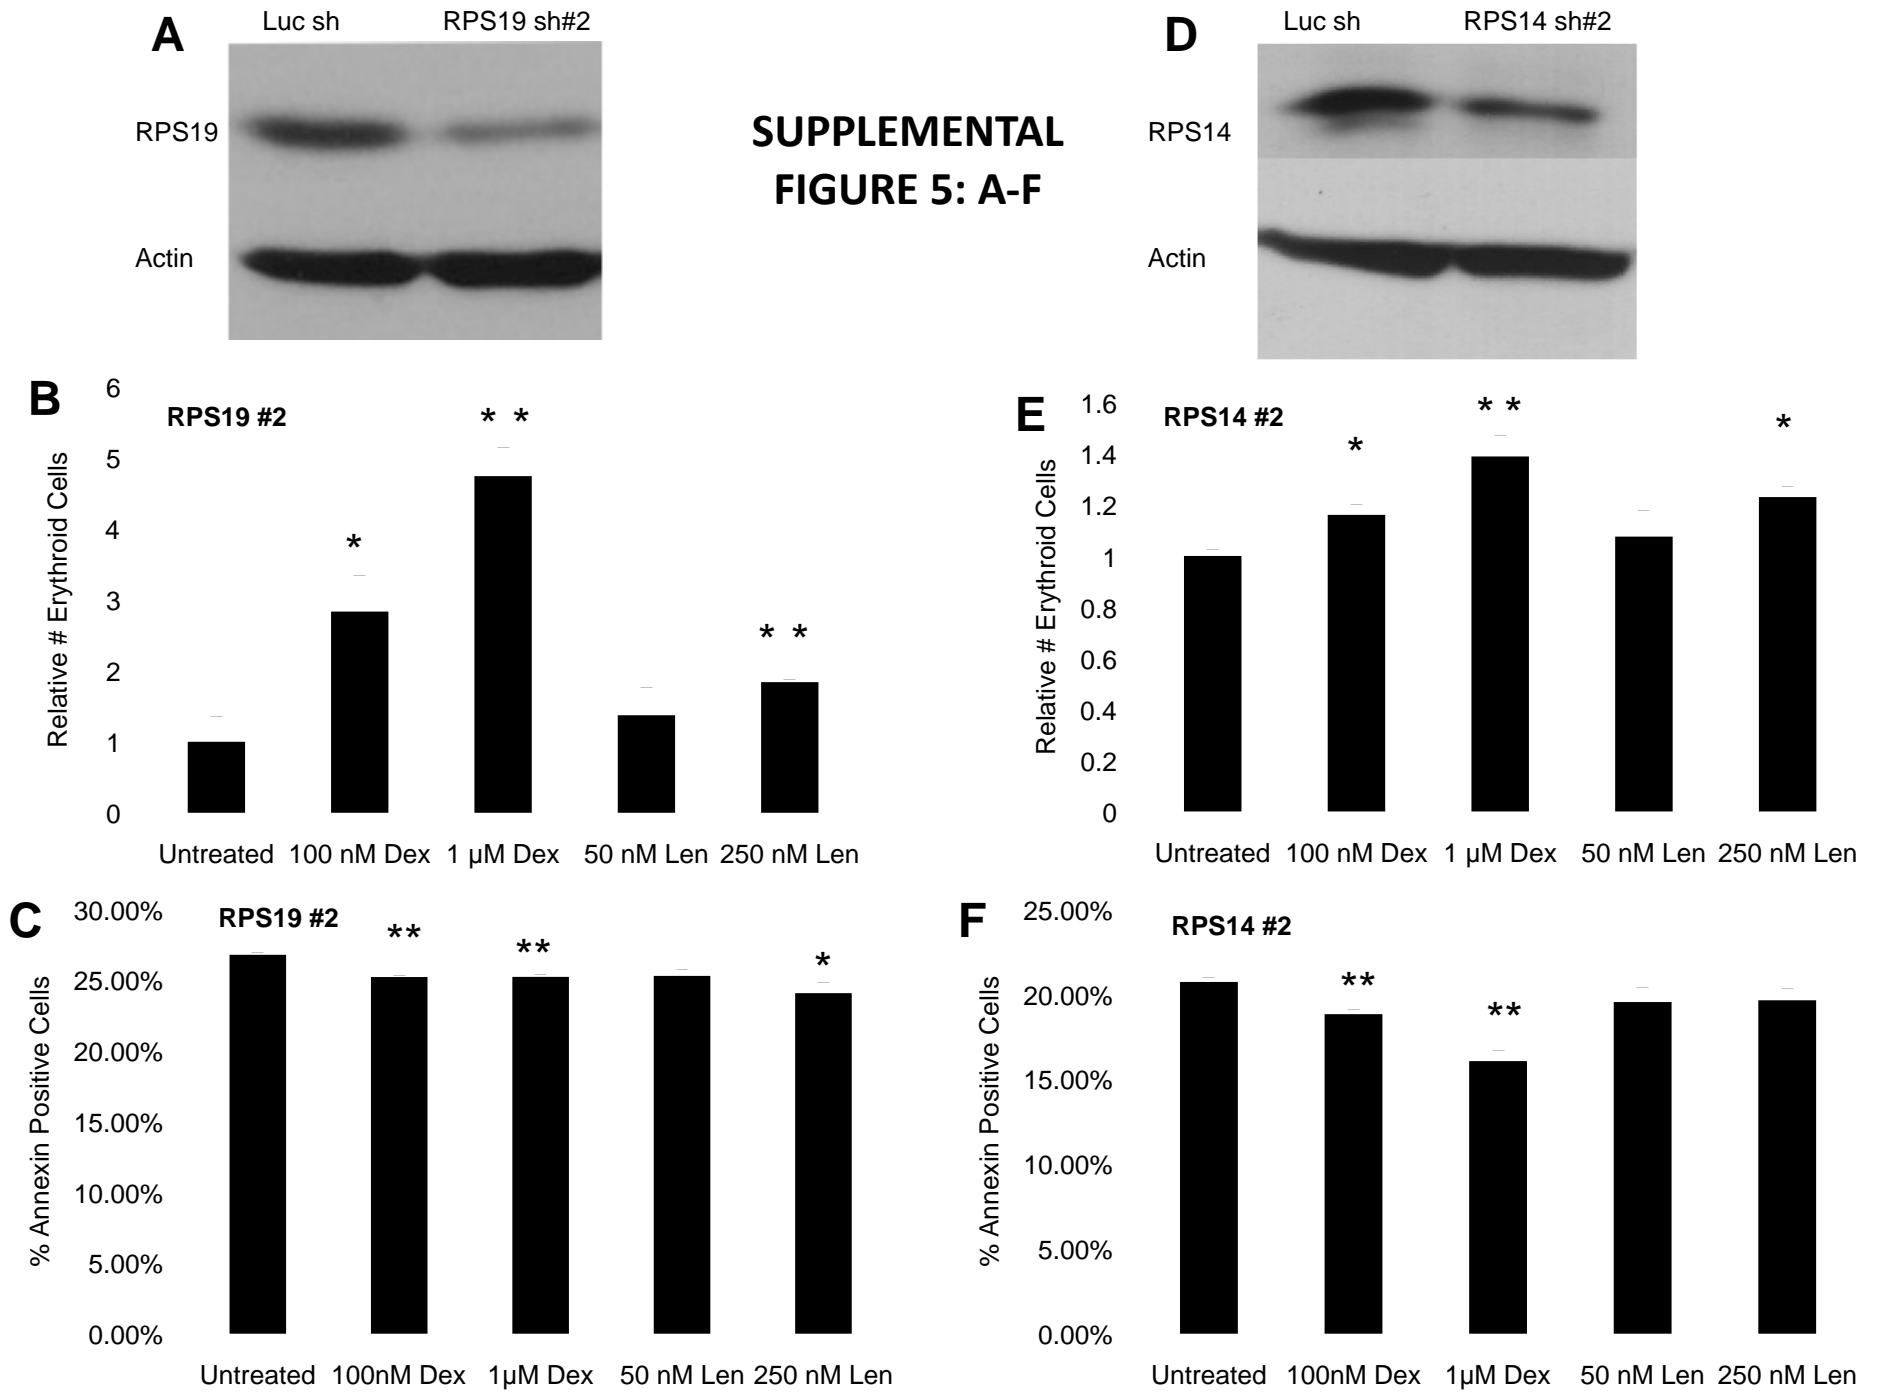 A
Luc sh RPS19 sh#2
RPS19
Actin
SUPPLEMENTAL
FIGURE 5: A-F
D
Luc sh RPS14 sh#2
RPS14
Actin
B
RPS19 #2
Relative # Erythroid Cells
6
5
4
3
2
1
0
*
* *
* *
Untreated 100 nM Dex 1 µM Dex 50 nM Len 250 nM Len
E
RPS14 #2
Relative # Erythroid Cells
1.6
1.4
1.2
1
0.8
0.6
0.4
0.2
0
*
* *
*
Untreated 100 nM Dex 1 µM Dex 50 nM Len 250 nM Len
C
RPS19 #2
% Annexin Positive Cells
30.00%
25.00%
20.00%
15.00%
10.00%
5.00%
0.00%
**
**
*
Untreated 100nM Dex 1µM Dex 50 nM Len 250 nM Len
F
RPS14 #2
% Annexin Positive Cells
25.00%
20.00%
15.00%
10.00%
5.00%
0.00%
**
**
Untreated 100nM Dex 1µM Dex 50 nM Len 250 nM Len